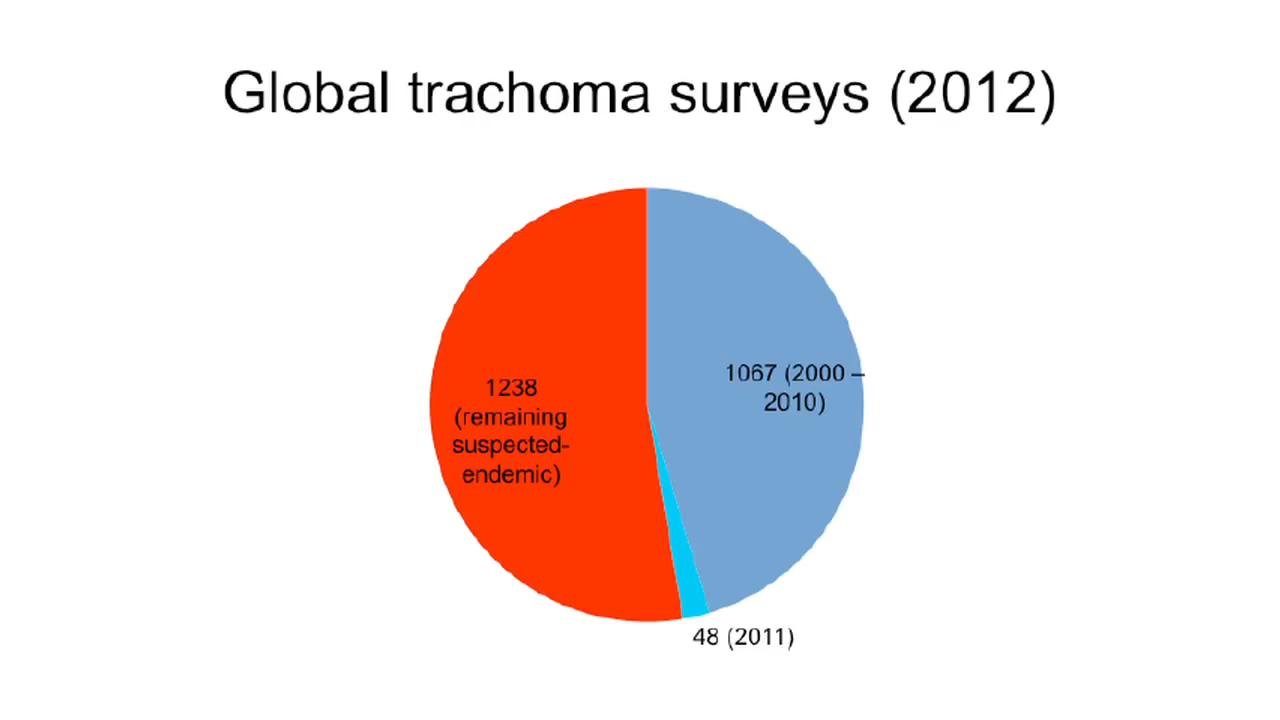 Global trachoma surveys (2012)
1067 (2000 –
2010)
1238
(remaining
suspected-
endemic)
48 (2011)